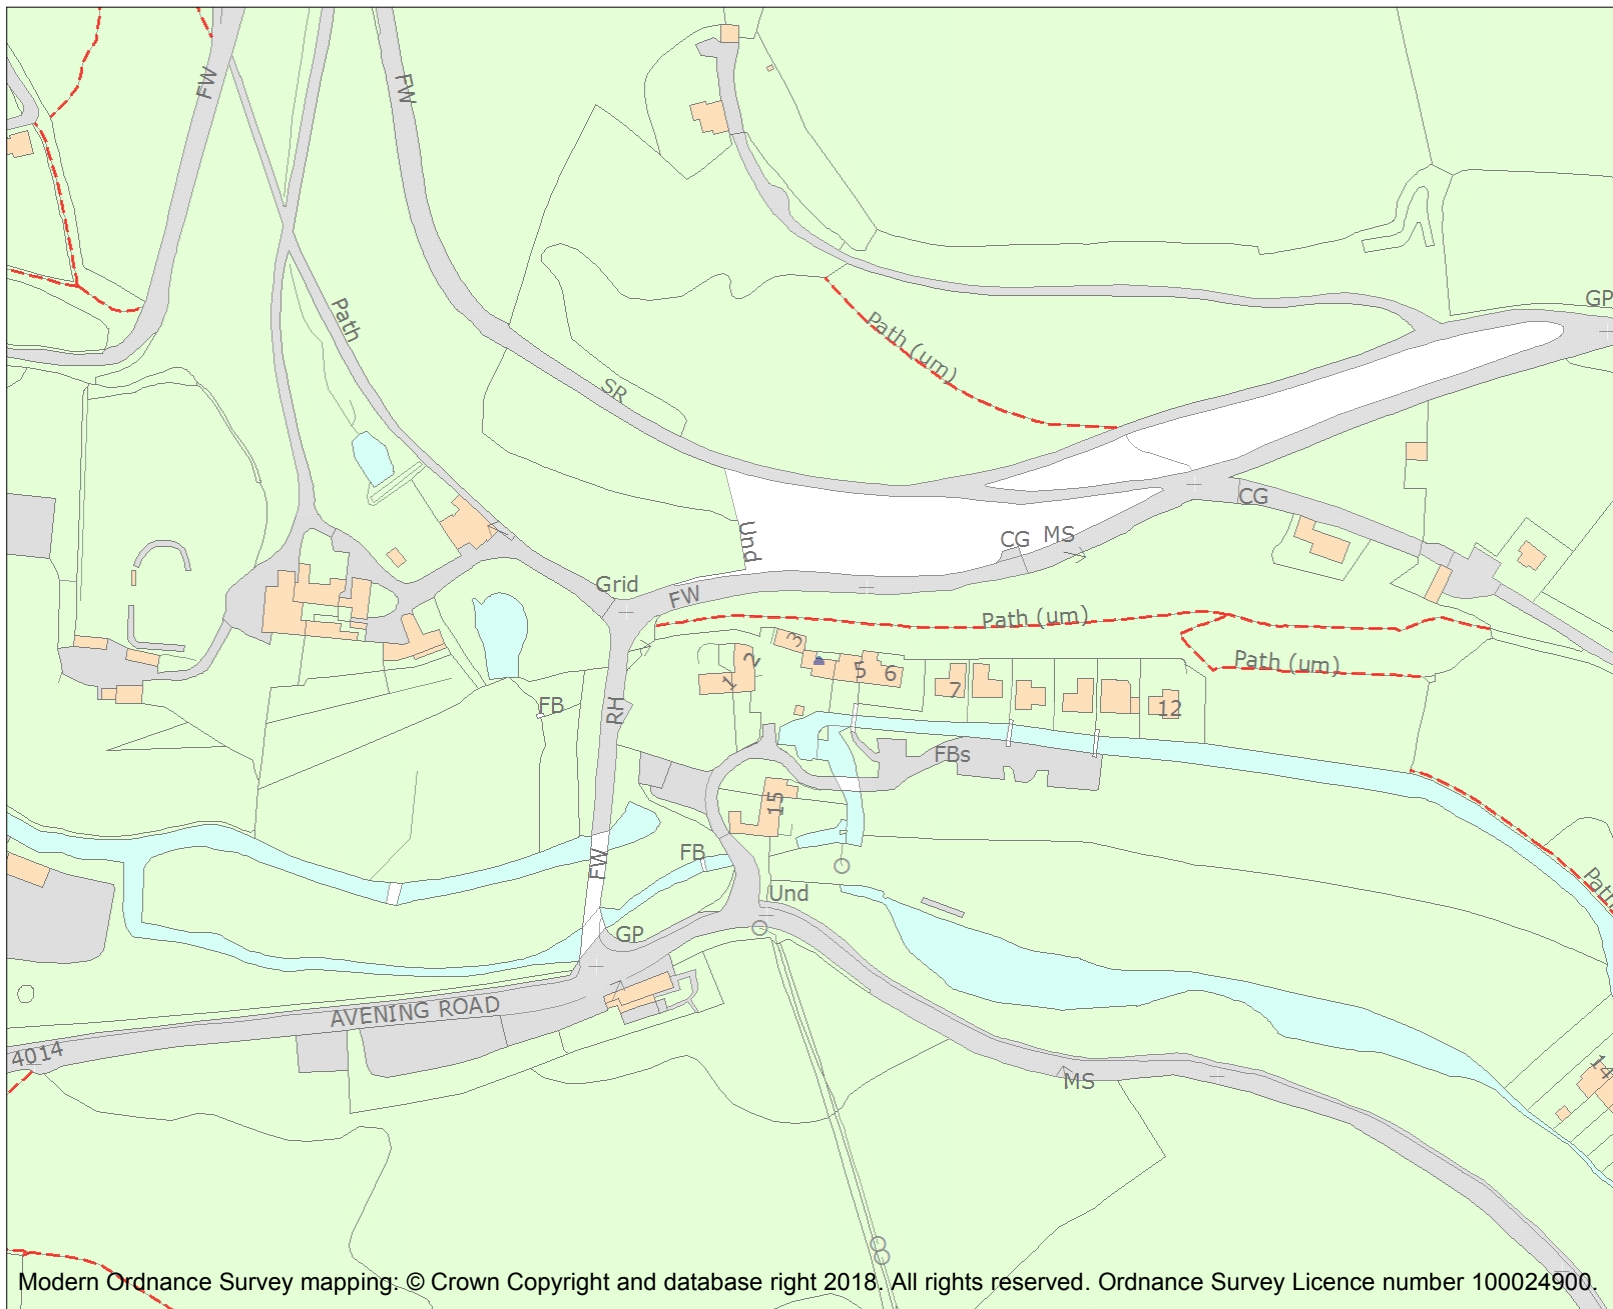 FW
FW
Path
GP
Path (um)
SR
CG
Und
CG
MS
Grid
FW
Path (um)
3
2
5
6
Path (um)
1
7
12
FB
RH
FBs
15
FB
FW
Path
Und
GP
AVENING ROAD
4014
MS
14
Modern Ordnance Survey mapping: © Crown Copyright and database right 2018. All rights reserved. Ordnance Survey Licence number 100024900.